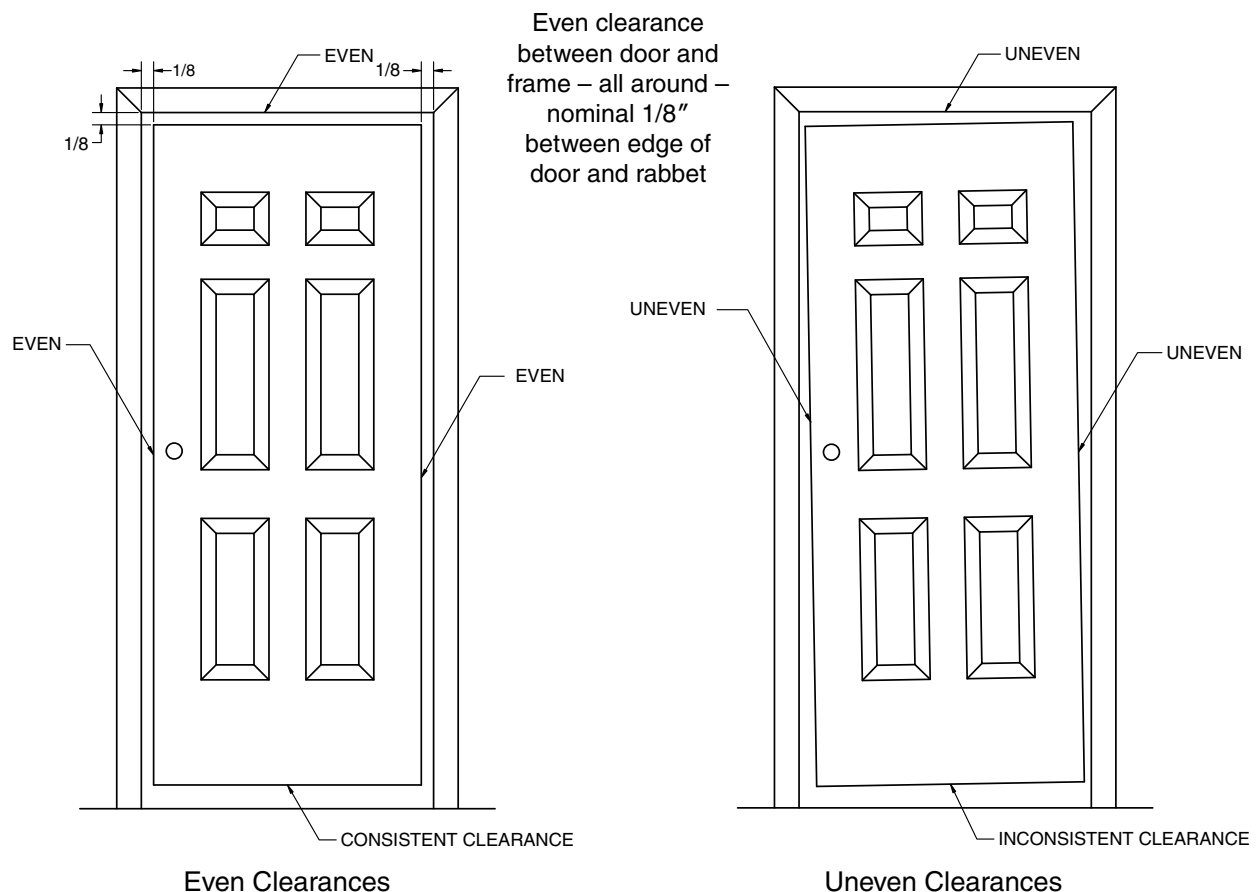 EVEN
1/8
1/8
1/8
EVEN
EVEN
CONSISTENT CLEARANCE
Even Clearances
Even clearance
between door and
frame – all around –
nominal 1/8″
between edge of
door and rabbet
UNEVEN
UNEVEN
UNEVEN
INCONSISTENT CLEARANCE
Uneven Clearances